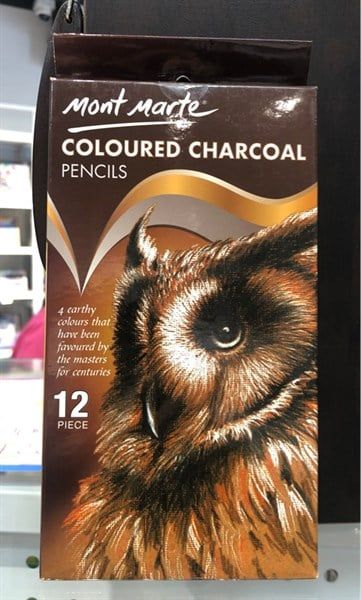 Mont Marte
COLOURED CHARCOAL
PENCILS
4 earthy
colours that
have been
favoured by
the masters
for centuries
12
PIECE